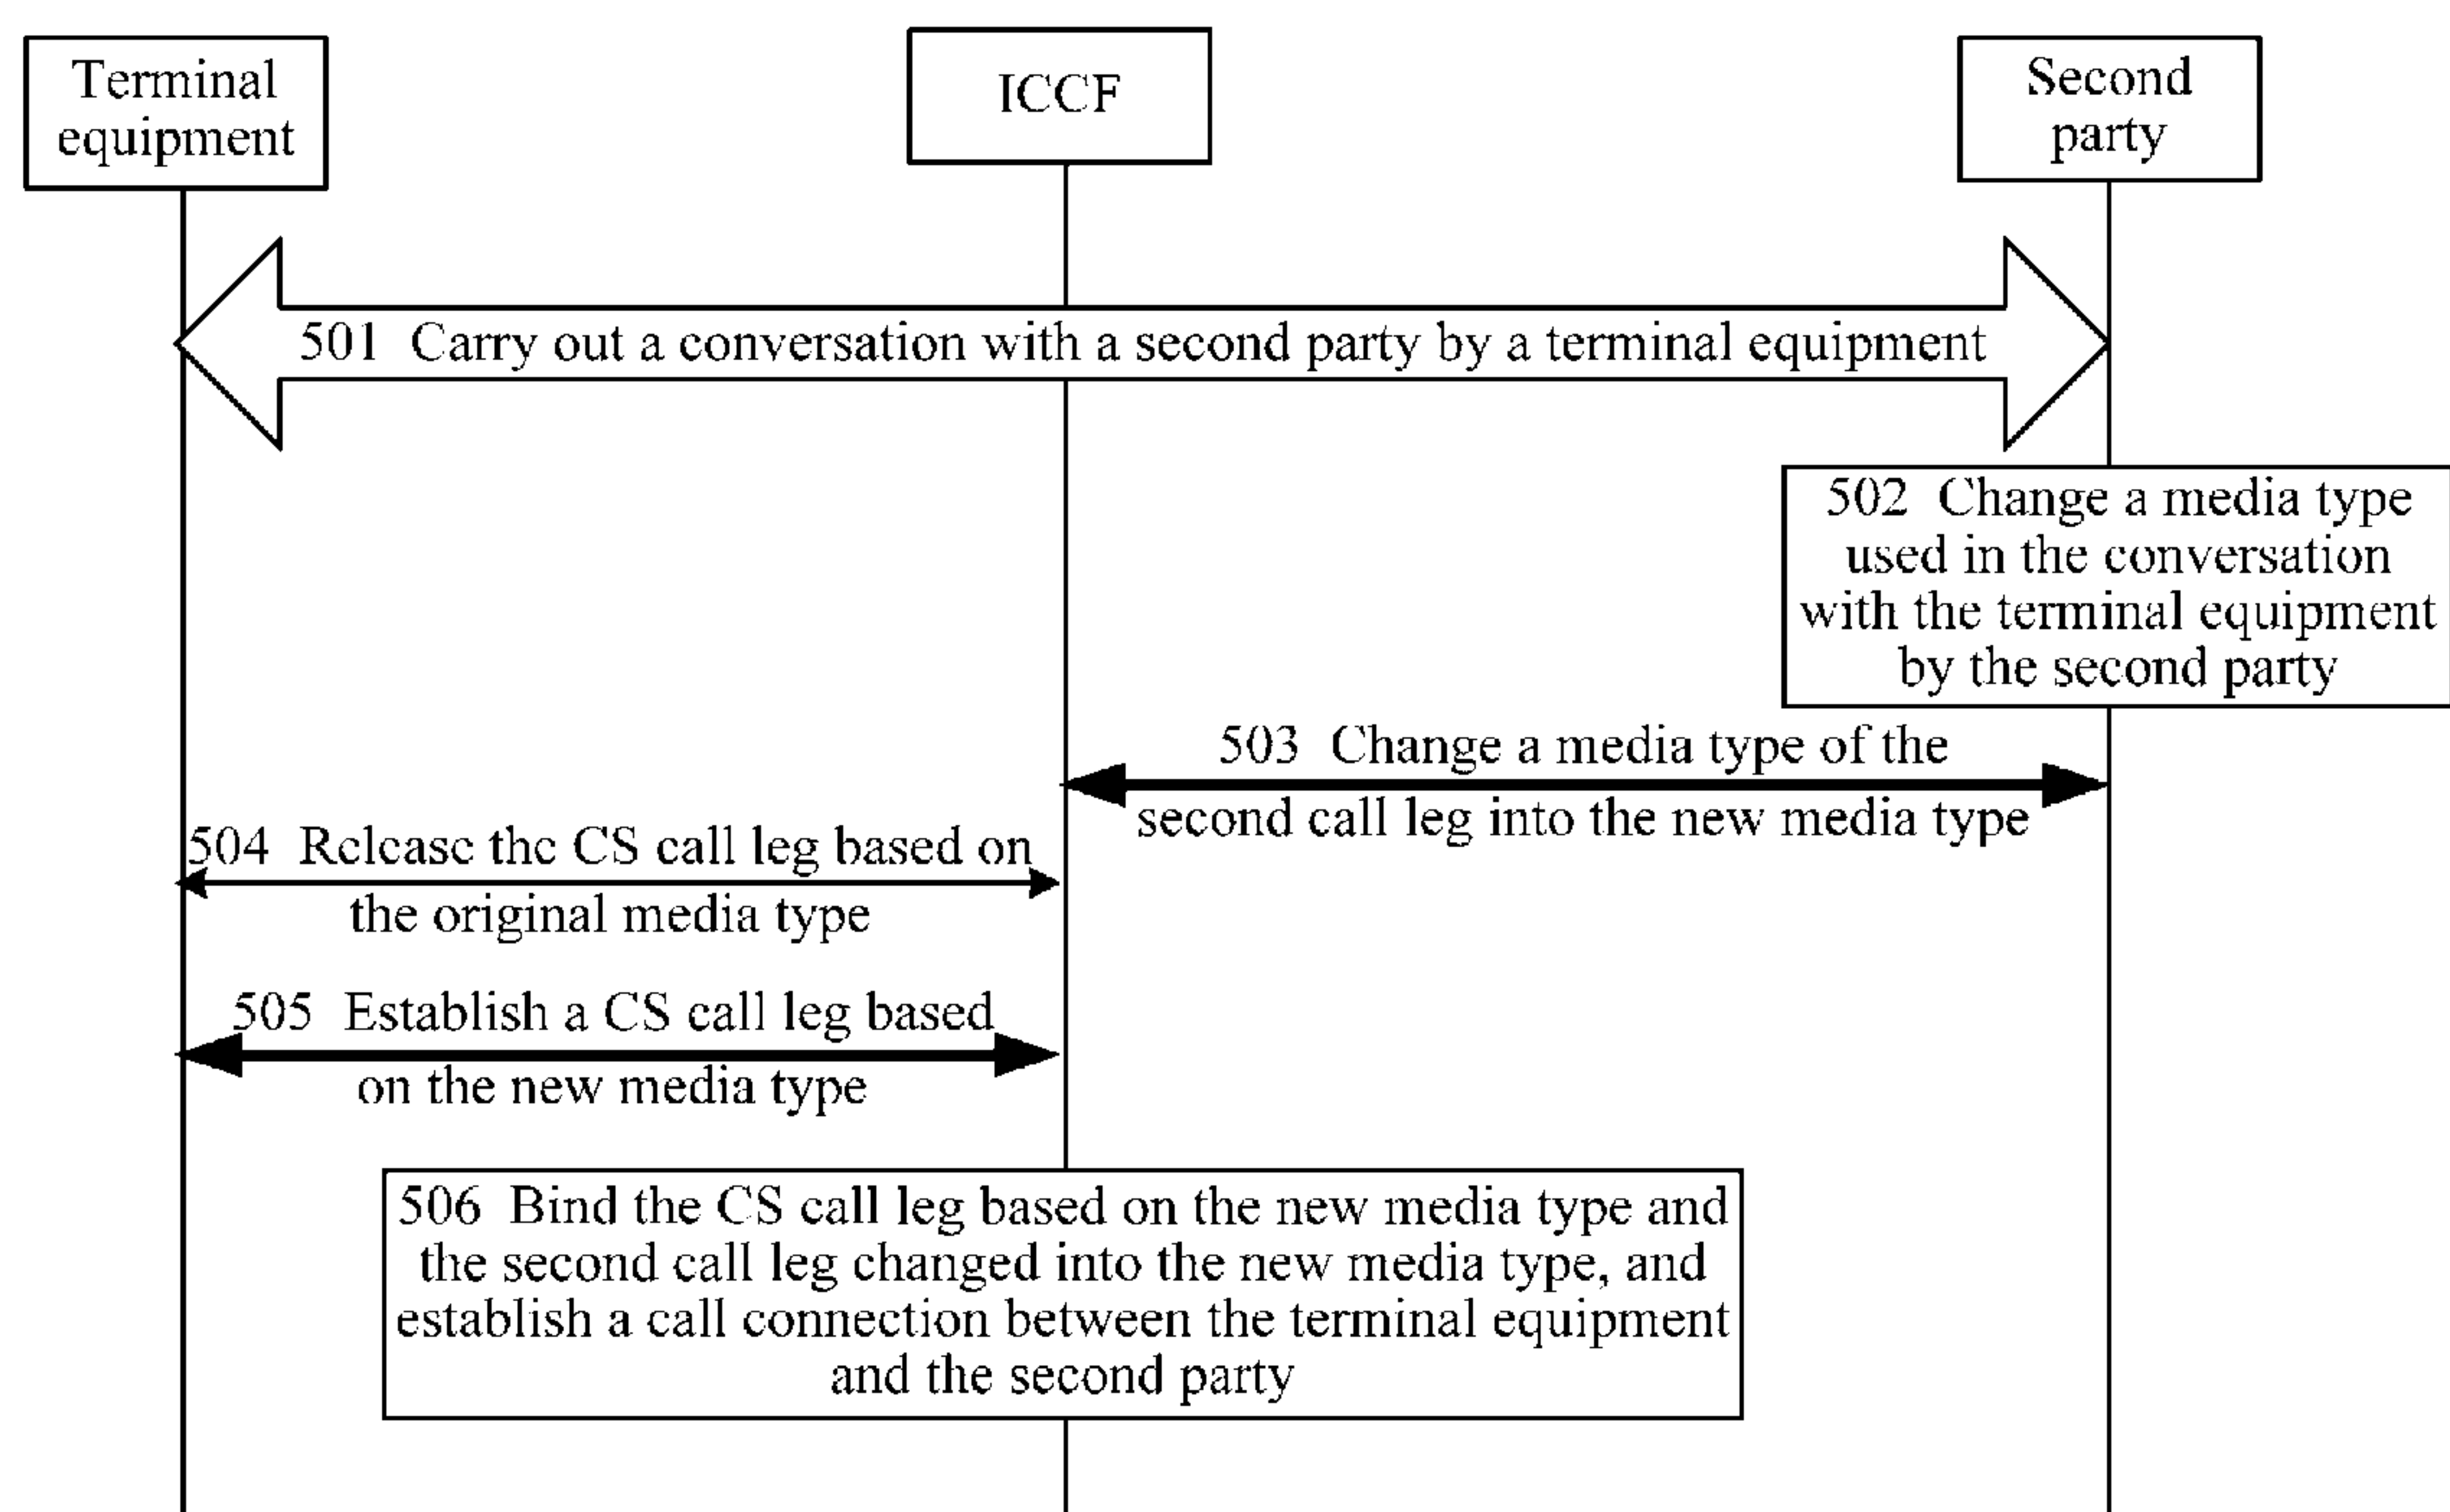 Terminal
equipment
ICCF
Second
party
501 Carry out a conversation with a second party by a terminal equipment
502 Change a media type
used in the conversation
with the terminal equipment
by the second party
503 Change a media type of the
second call leg into the new media type
504 Release the CS call leg based on
the original media type
505 Establish a CS call leg based
on the new media type
506 Bind the CS call leg based on the new media type and
the second call leg changed into the new media type, and
establish a call connection between the terminal equipment
and the second party